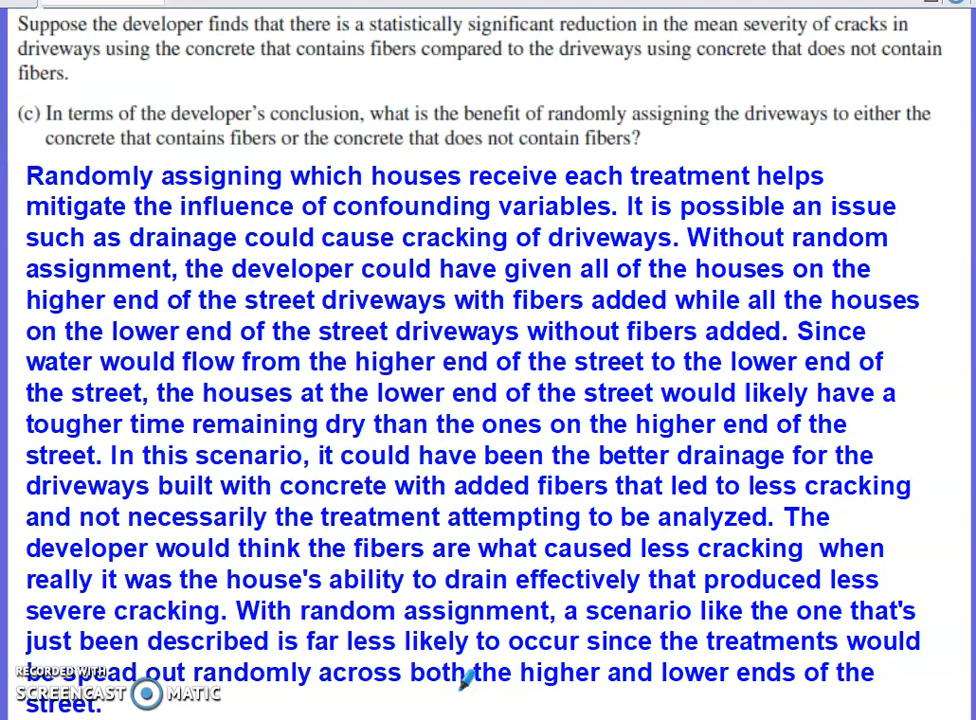 Suppose the developer finds that there is a statistically significant reduction in the mean severity of cracks in
driveways using the concrete that contains fibers compared to the driveways using concrete that does not contain
fibers.
(c) In terms of the developer's conclusion, what is the benefit of randomly assigning the driveways to either the
concrete that contains fibers or the concrete that does not contain fibers?
Randomly assigning which houses receive each treatment helps
mitigate the influence of confounding variables. It is possible an issue
such as drainage could cause cracking of driveways. Without random
assignment, the developer could have given all of the houses on the
higher end of the street driveways with fibers added while all the houses
on the lower end of the street driveways without fibers added. Since
water would flow from the higher end of the street to the lower end of
the street, the houses at the lower end of the street would likely have a
tougher time remaining dry than the ones on the higher end of the
street. In this scenario, it could have been the better drainage for the
driveways built with concrete with added fibers that led to less cracking
and not necessarily the treatment attempting to be analyzed. The
developer would think the fibers are what caused less cracking  when
really it was the house's ability to drain effectively that produced less
severe cracking. With random assignment, a scenario like the one that's
just been described is far less likely to occur since the treatments would
be spread out randomly across both the higher and lower ends of the
street.
RECORDED WITH
SCREENCAST MATIC